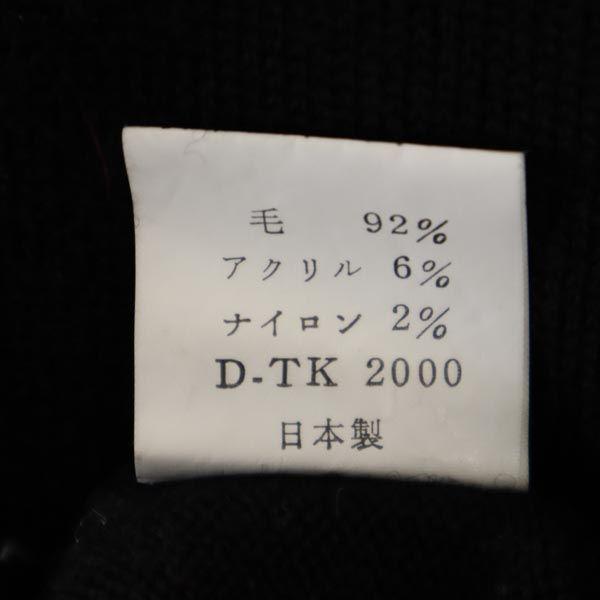 毛 92%
アクリル 6%
ナイロン 2%
D-TK 2000
日本製